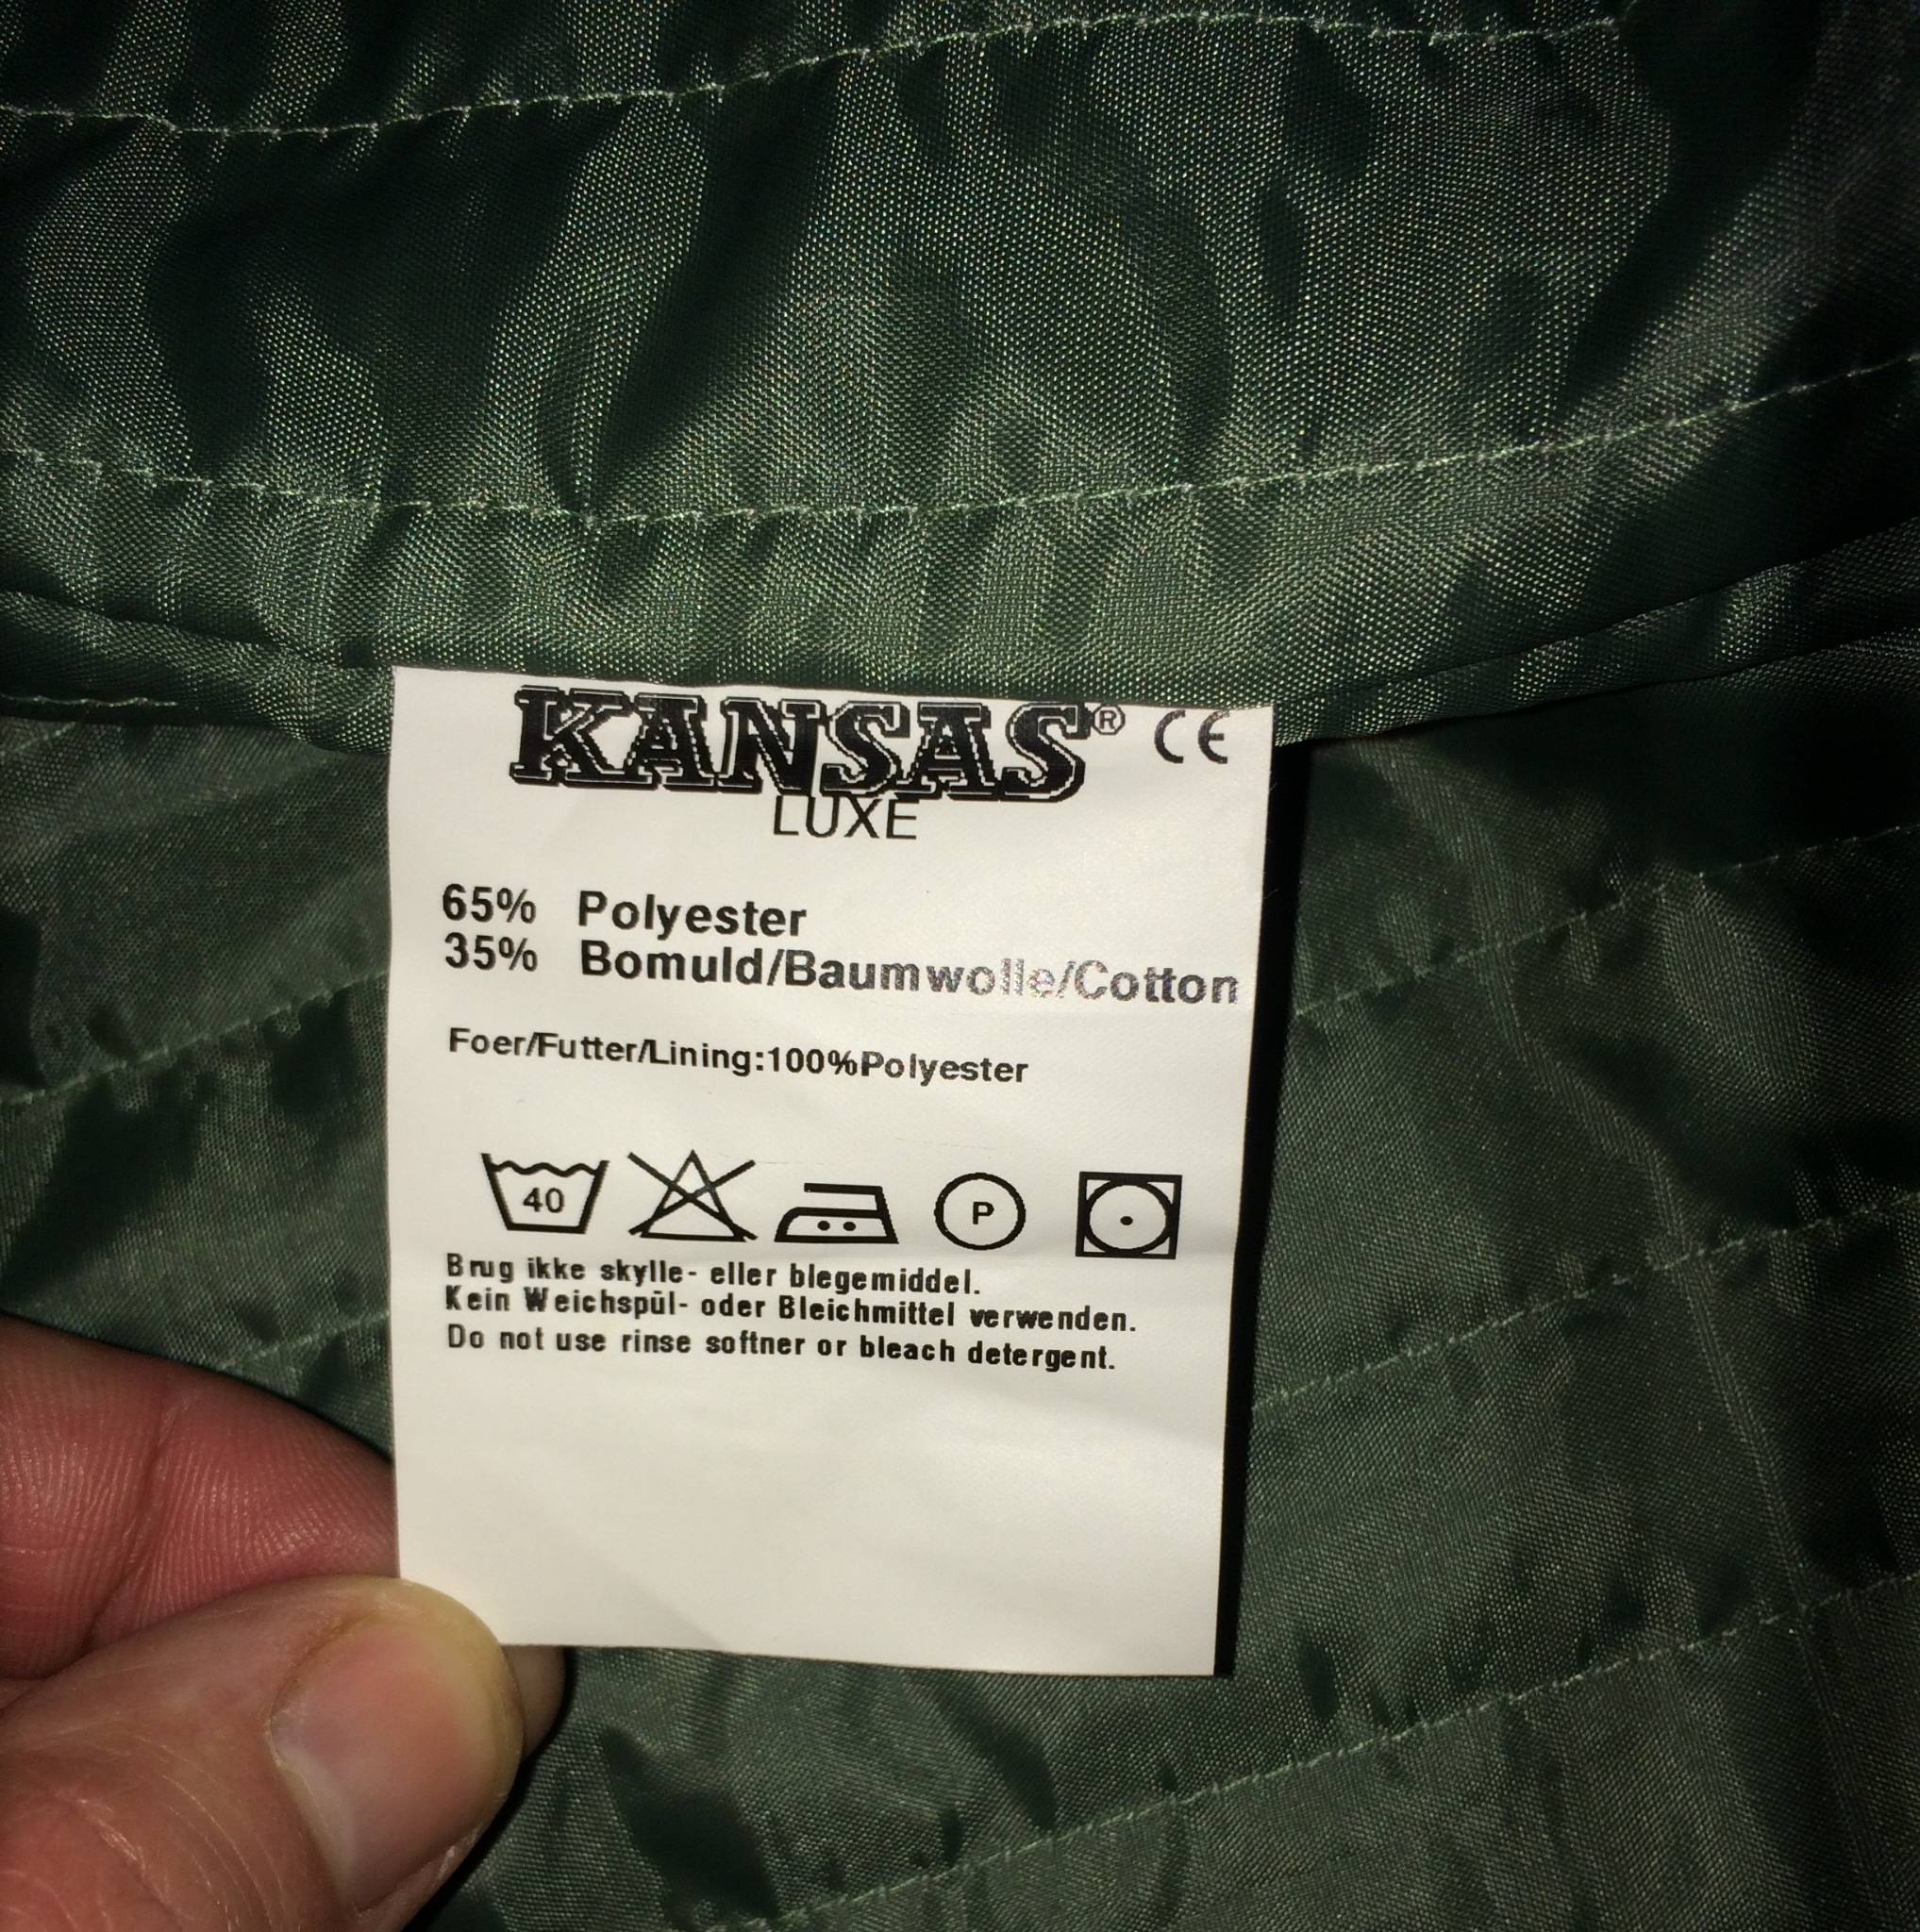 KANSAS® CE
LUXE
65% Polyester
35% Bomuld/Baumwolle/Cotton
Foer/Futter/Lining:100%Polyester
40 P
Brug ikke skylle- eller blegemiddel.
Kein Weichspül- oder Bleichmittel verwenden.
Do not use rinse softner or bleach detergent.